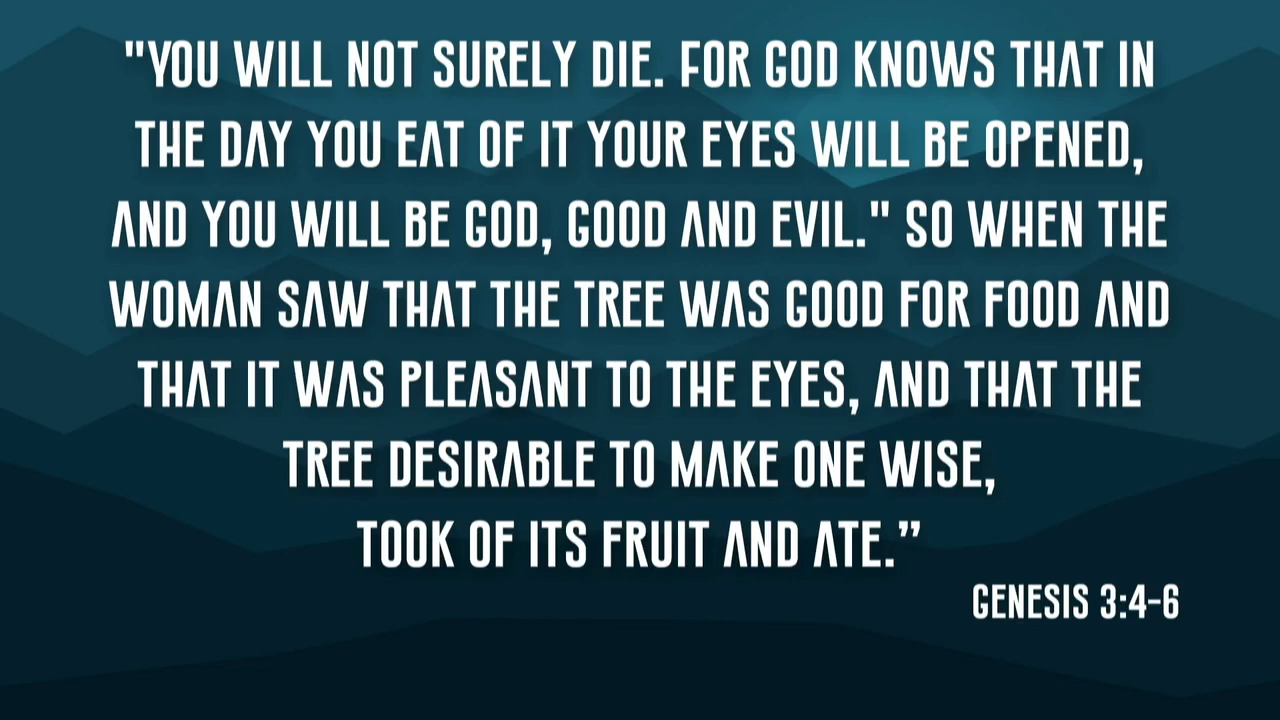 "YOU WILL NOT SURELY DIE. FOR GOD KNOWS THAT IN
THE DAY YOU EAT OF IT YOUR EYES WILL BE OPENED,
AND YOU WILL BE GOD, GOOD AND EVIL." SO WHEN THE
WOMAN SAW THAT THE TREE WAS GOOD FOR FOOD AND
THAT IT WAS PLEASANT TO THE EYES, AND THAT THE
TREE DESIRABLE TO MAKE ONE WISE,
TOOK OF ITS FRUIT AND ATE.”
GENESIS 3:4-6